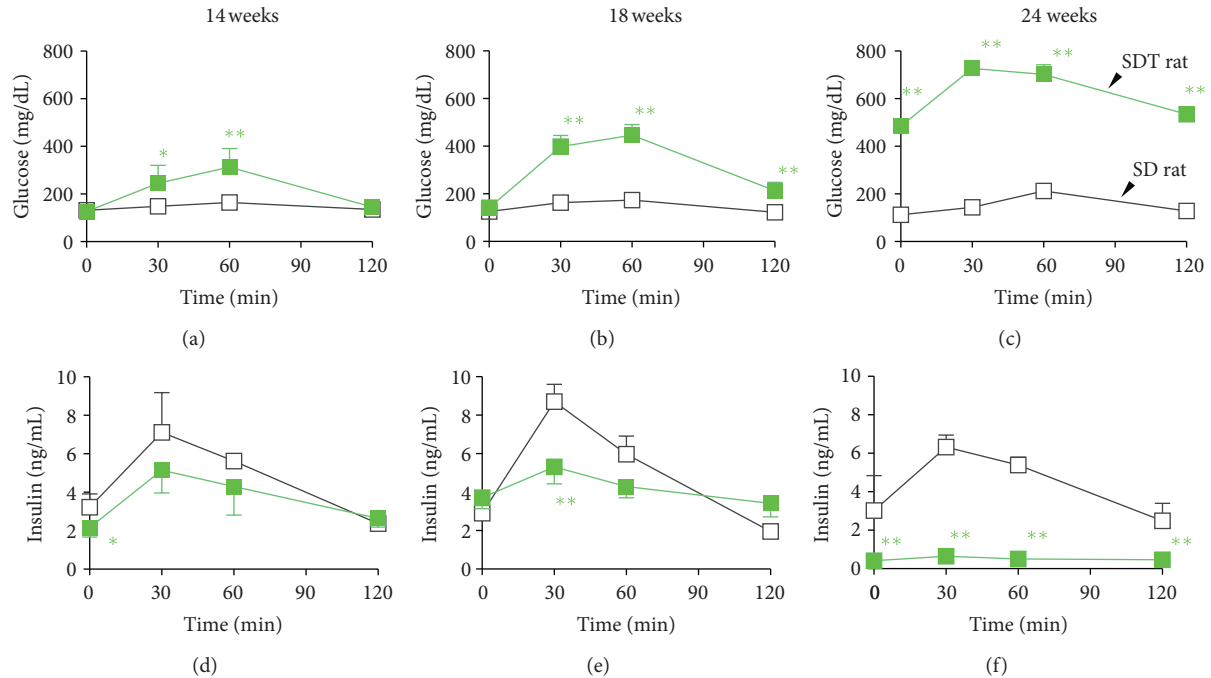 14 weeks
18 weeks
24 weeks
Glucose (mg/dL)
800
600
400
200
0
*
**
0 30 60 90 120
Time (min)
(a)
Glucose (mg/dL)
800
600
400
200
0
**
**
**
0 30 60 90 120
Time (min)
(b)
Glucose (mg/dL)
800
600
400
200
0
**
**
**
**
SDT rat
SD rat
0 30 60 90 120
Time (min)
(c)
Insulin (ng/mL)
10
8
6
4
2
0
*
0 30 60 90 120
Time (min)
(d)
Insulin (ng/mL)
10
8
6
4
2
0
**
0 30 60 90 120
Time (min)
(e)
Insulin (ng/mL)
10
8
6
4
2
0
**
**
**
**
0 30 60 90 120
Time (min)
(f)